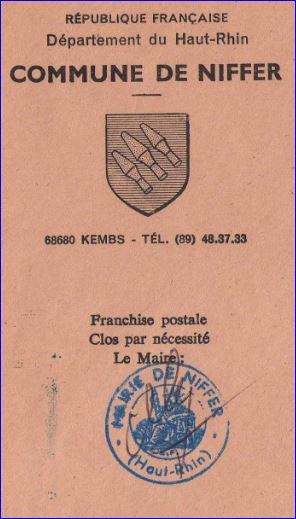 RÉPUBLIQUE FRANÇAISE
Département du Haut-Rhin
COMMUNE DE NIFFER
68680 KEMBS - TÉL. (89) 48.37.33
Franchise postale
Clos par nécessité
Le Maire :
MAIRIE DE NIFFER
(Haut-Rhin)